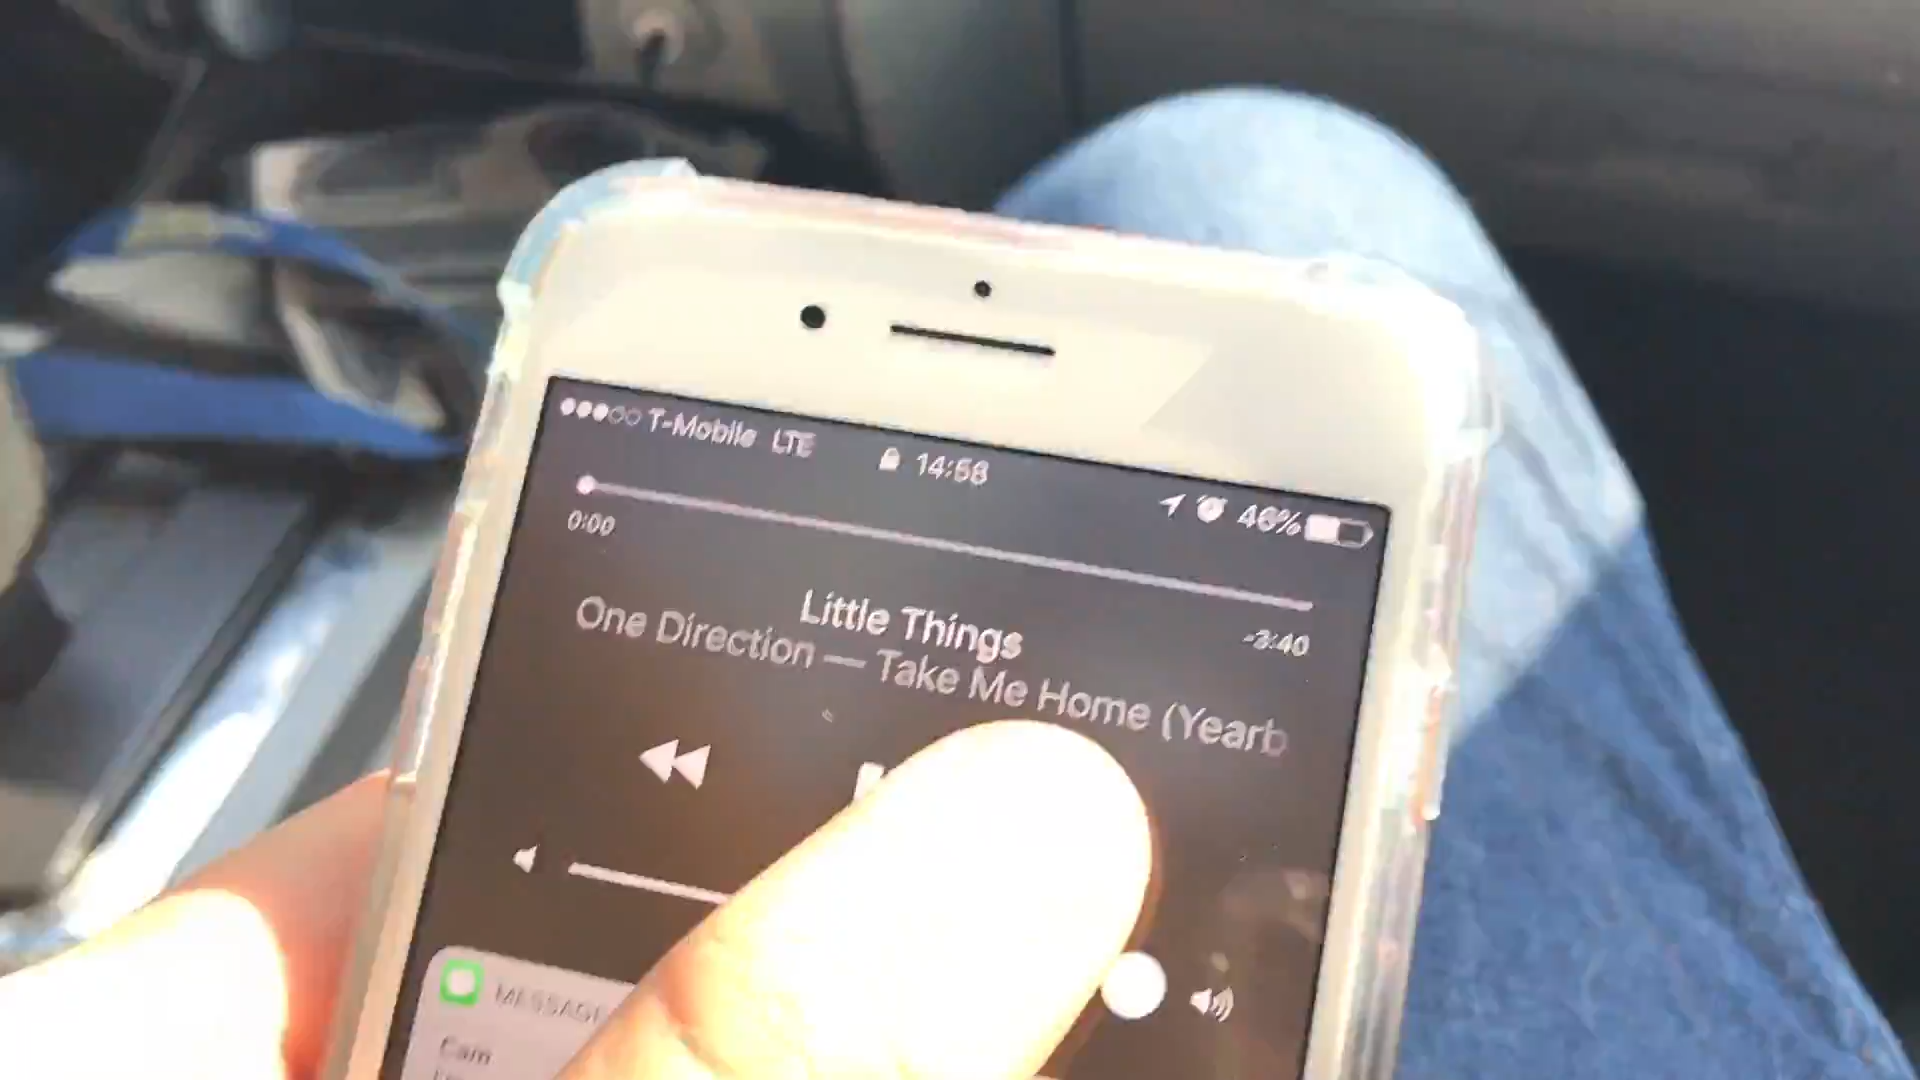 T-Mobile LTE 14:58 46%
0:00 -3:40
Little Things
One Direction — Take Me Home (Yearb
MESSAGE
Cam